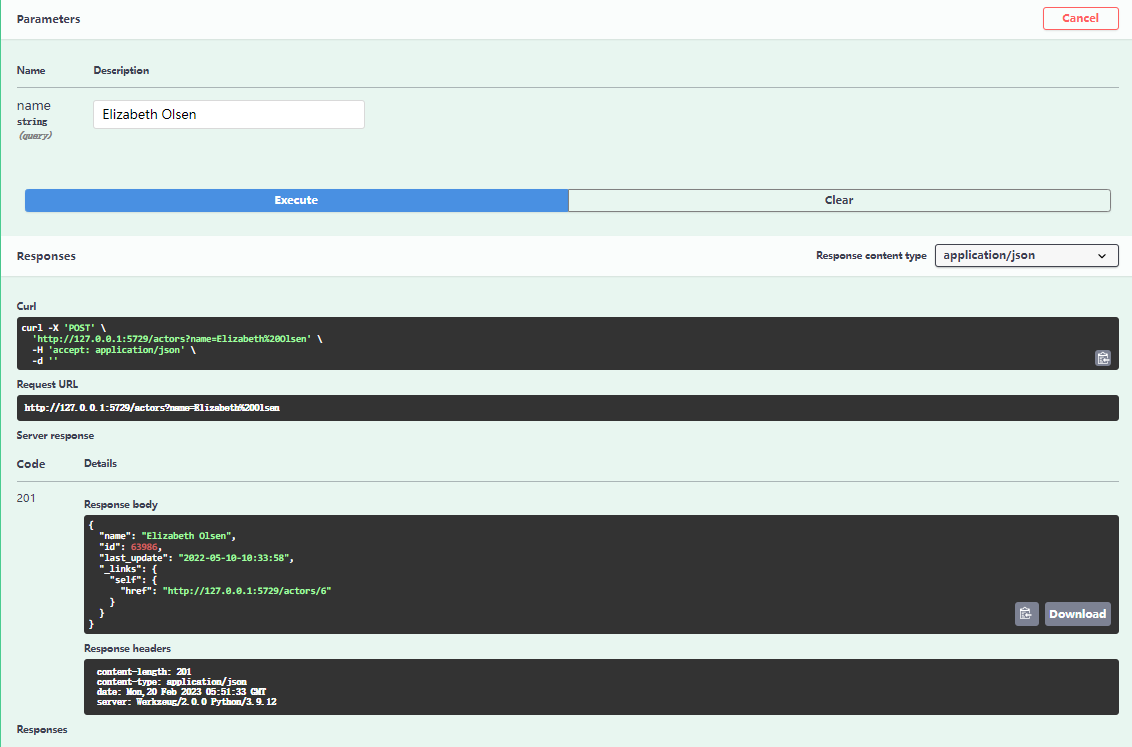 Parameters
Cancel
Name Description
name
string
(query)
Elizabeth Olsen
Execute Clear
Responses Response content type application/json
Curl
curl -X 'POST' \
'http://127.0.0.1:5729/actors?name=Elizabeth%20Olsen' \
-H 'accept: application/json' \
-d ''
Request URL
http://127.0.0.1:5729/actors?name=Elizabeth%20Olsen
Server response
Code Details
201
Response body
{
"name": "Elizabeth Olsen",
"id": 63986,
"last_update": "2022-05-10-10:33:58",
"_links": {
"self": {
"href": "http://127.0.0.1:5729/actors/6"
}
}
}
Download
Response headers
content-length: 201
content-type: application/json
date: Mon,20 Feb 2023 05:51:33 GMT
server: Werkzeug/2.0.0 Python/3.9.12
Responses